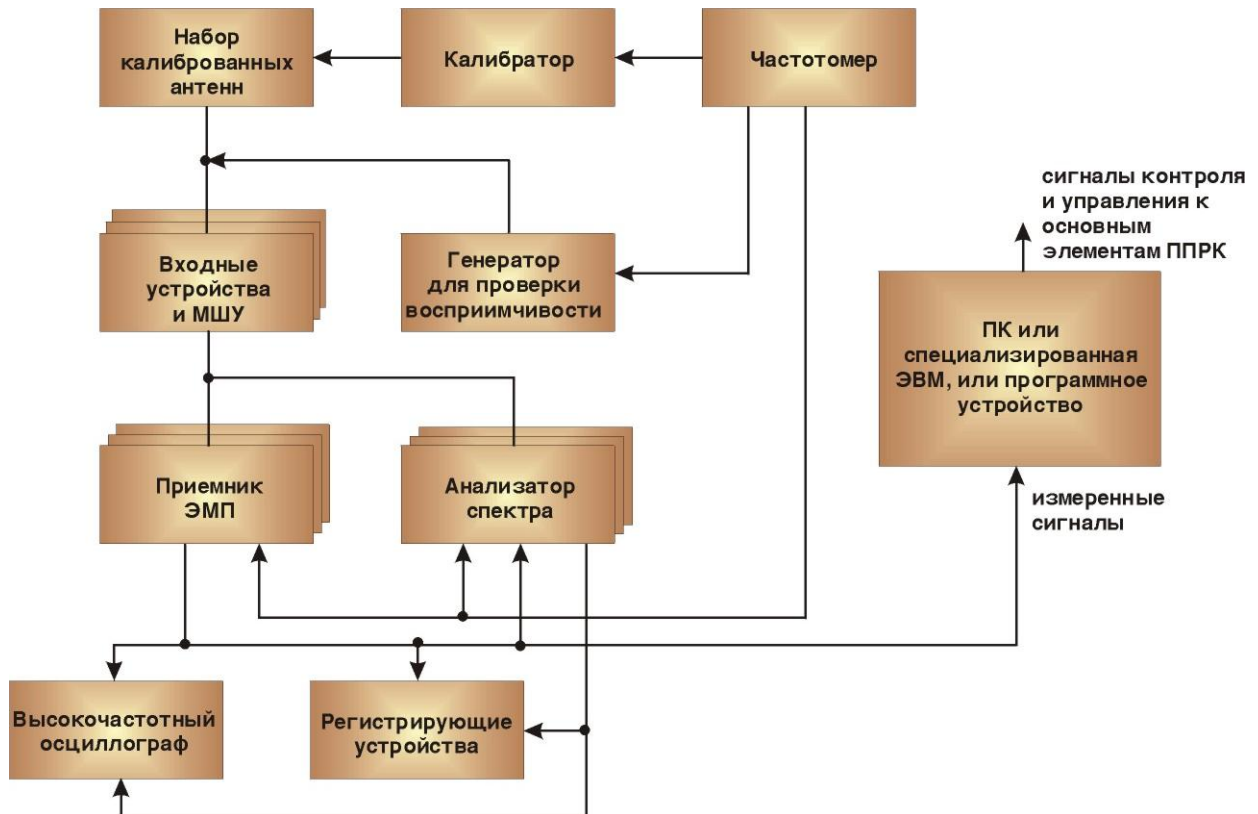 Набор
калиброванных
антенн
Калибратор
Частотомер
сигналы контроля
и управления к
основным
элементам ППРК
Входные
устройства
и МШУ
Генератор
для проверки
восприимчивости
ПК или
специализированная
ЭВМ, или программное
устройство
Приемник
ЭМП
Анализатор
спектра
измеренные
сигналы
Высокочастотный
осциллограф
Регистрирующие
устройства